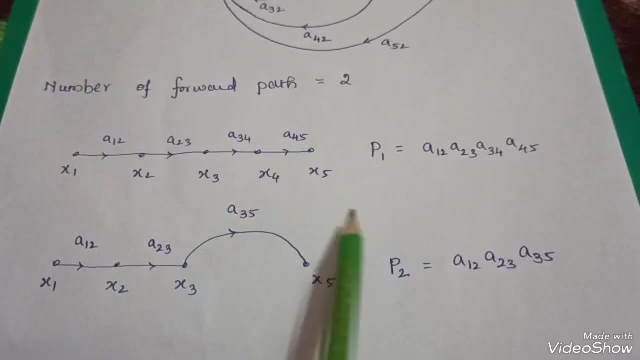 a32
a42
a52
Number of forward path = 2
a12 a23 a34 a45
x1 x2 x3 x4 x5
P1 = a12 a23 a34 a45
a35
a12 a23
x1 x2 x3 x5
P2 = a12 a23 a35
Made with
VideoShow